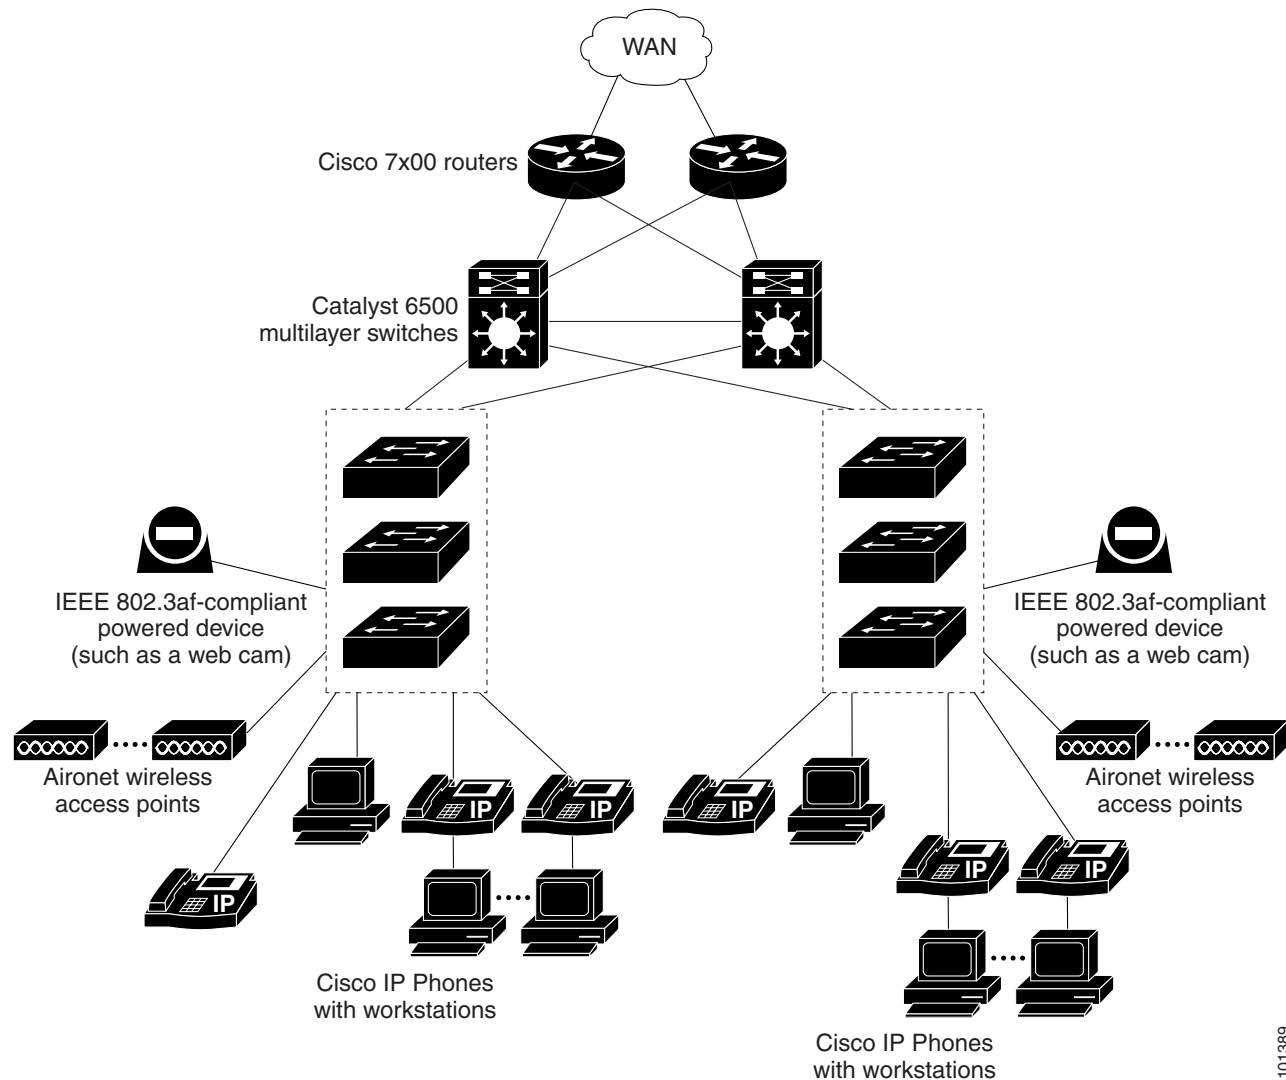 WAN
Cisco 7x00 routers
Catalyst 6500
multilayer switches
IEEE 802.3af-compliant
powered device
(such as a web cam)
IEEE 802.3af-compliant
powered device
(such as a web cam)
Aironet wireless
access points
Aironet wireless
access points
IP
IP
IP
IP
IP
IP
Cisco IP Phones
with workstations
Cisco IP Phones
with workstations
101389